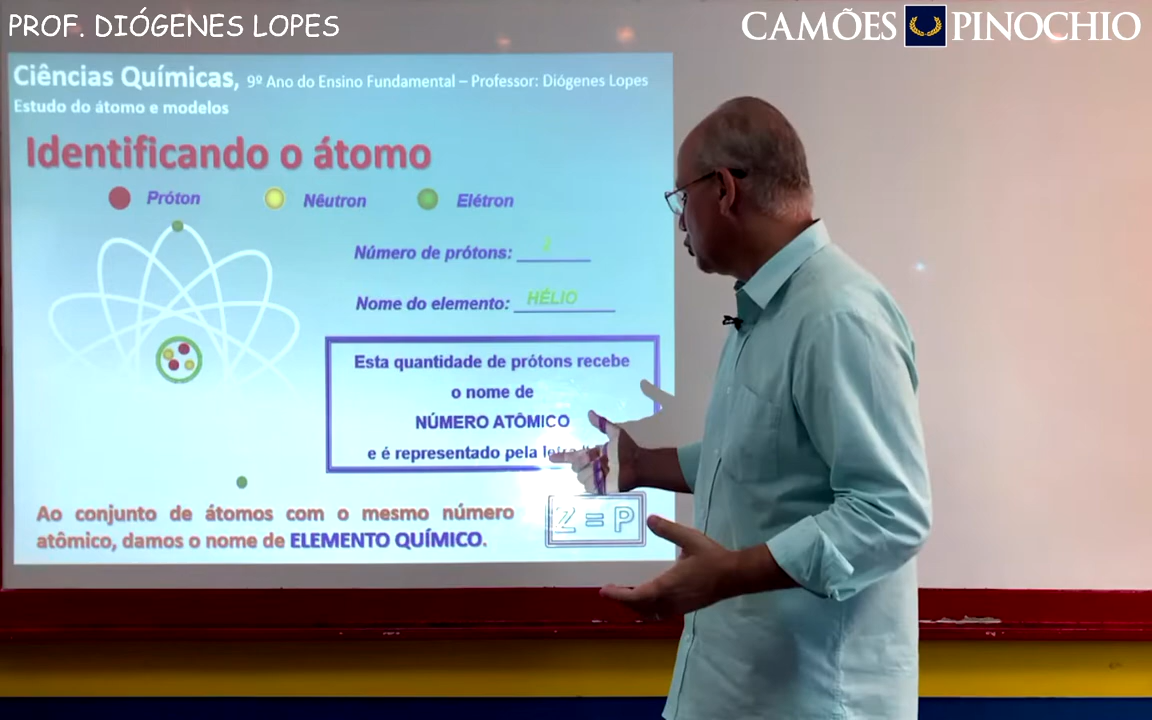 PROF. DIÓGENES LOPES
CAMÕES PINOCHIO
Ciências Químicas, 9º Ano do Ensino Fundamental – Professor: Diógenes Lopes
Estudo do átomo e modelos
Identificando o átomo
Próton Nêutron Elétron
Número de prótons: 2
Nome do elemento: HÉLIO
Esta quantidade de prótons recebe
o nome de
NÚMERO ATÔMICO
e é representado pela
Ao conjunto de átomos com o mesmo número
atômico, damos o nome de ELEMENTO QUÍMICO.
Z = P